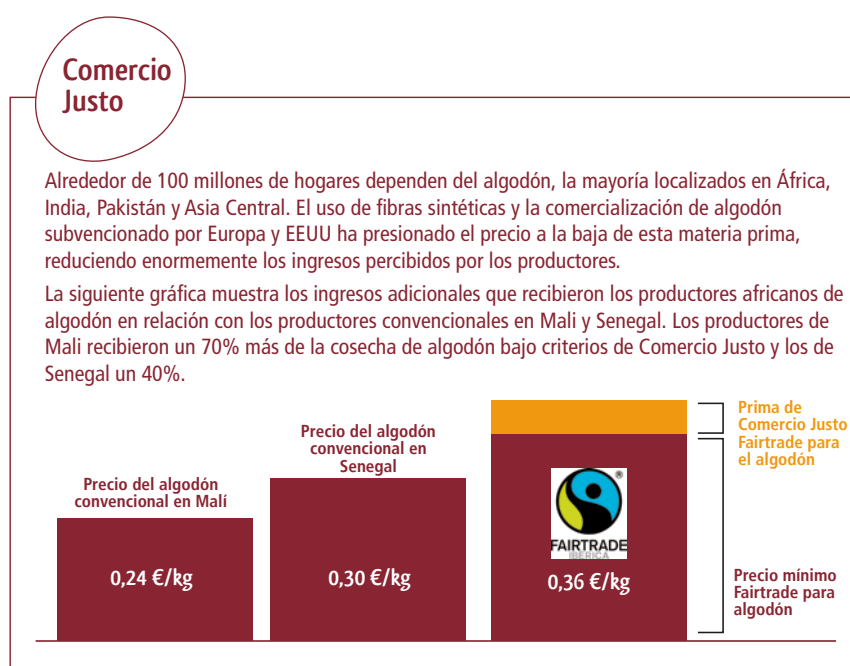 Comercio
Justo
Alrededor de 100 millones de hogares dependen del algodón, la mayoría localizados en África,
India, Pakistán y Asia Central. El uso de fibras sintéticas y la comercialización de algodón
subvencionado por Europa y EEUU ha presionado el precio a la baja de esta materia prima,
reduciendo enormemente los ingresos percibidos por los productores.
La siguiente gráfica muestra los ingresos adicionales que recibieron los productores africanos de
algodón en relación con los productores convencionales en Mali y Senegal. Los productores de
Mali recibieron un 70% más de la cosecha de algodón bajo criterios de Comercio Justo y los de
Senegal un 40%.
Precio del algodón
convencional en Malí
0,24 €/kg
Precio del algodón
convencional en
Senegal
0,30 €/kg
®
FAIRTRADE
IBÉRICA
0,36 €/kg
Prima de
Comercio Justo
Fairtrade para
el algodón
Precio mínimo
Fairtrade para
algodón